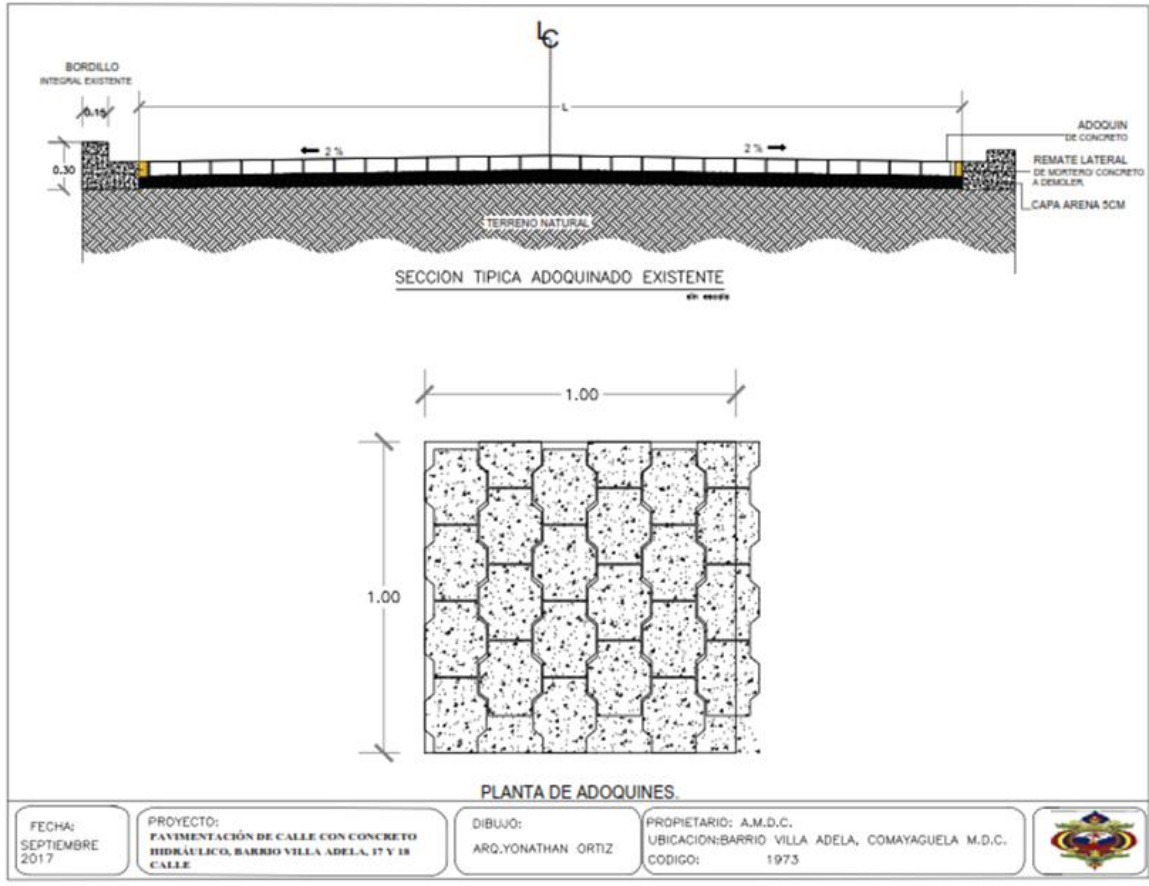 ℄
BORDILLO
INTEGRAL EXISTENTE
0.15
L
ADOQUIN
DE CONCRETO
2 %
2 %
0.30
REMATE LATERAL
DE MORTERO/ CONCRETO
A DEMOLER.
CAPA ARENA 5CM
TERRENO NATURAL
SECCION TIPICA ADOQUINADO EXISTENTE
sin escala
1.00
1.00
PLANTA DE ADOQUINES.
FECHA:
SEPTIEMBRE
2017
PROYECTO:
PAVIMENTACIÓN DE CALLE CON CONCRETO
HIDRÁULICO, BARRIO VILLA ADELA, 17 Y 18
CALLE
DIBUJO:
ARQ.YONATHAN ORTIZ
PROPIETARIO: A.M.D.C.
UBICACION:BARRIO VILLA ADELA, COMAYAGUELA M.D.C.
CODIGO: 1973